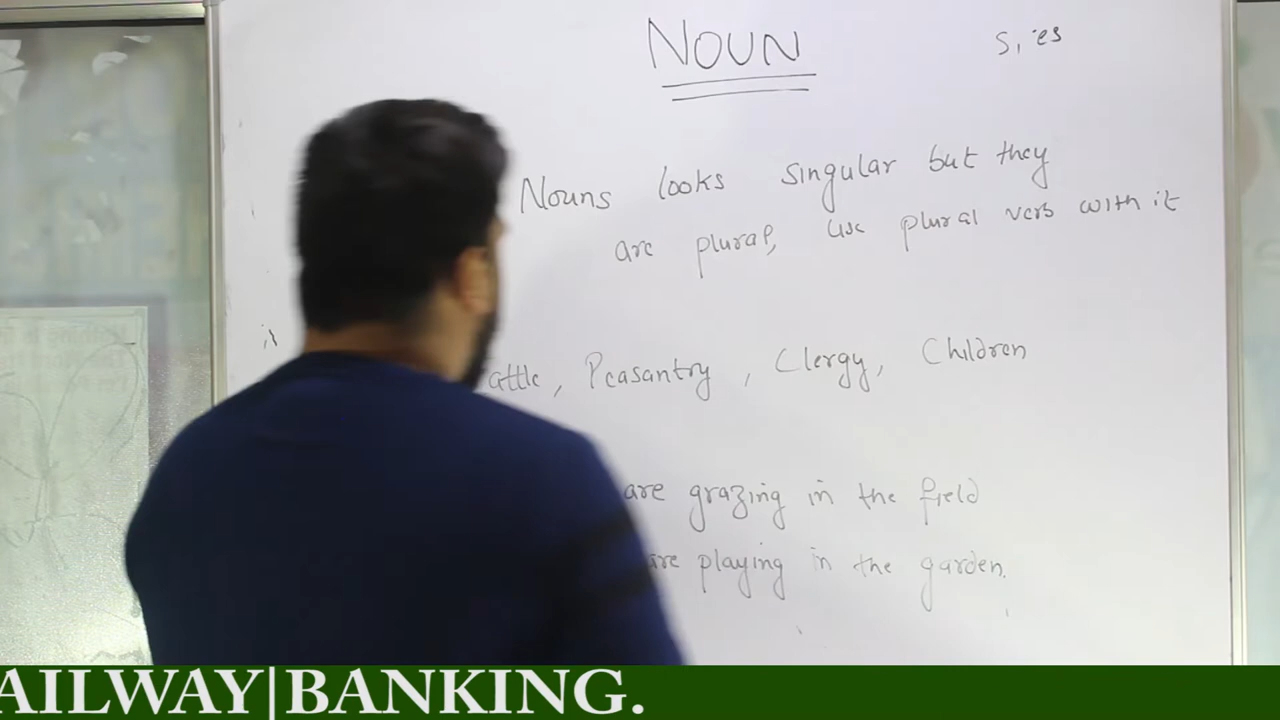 NOUN
s, es
Nouns looks singular but they
are plural, use plural verb with it
attle, Peasantry, Clergy, Children
are grazing in the field
are playing in the garden.
AILWAY|BANKING.